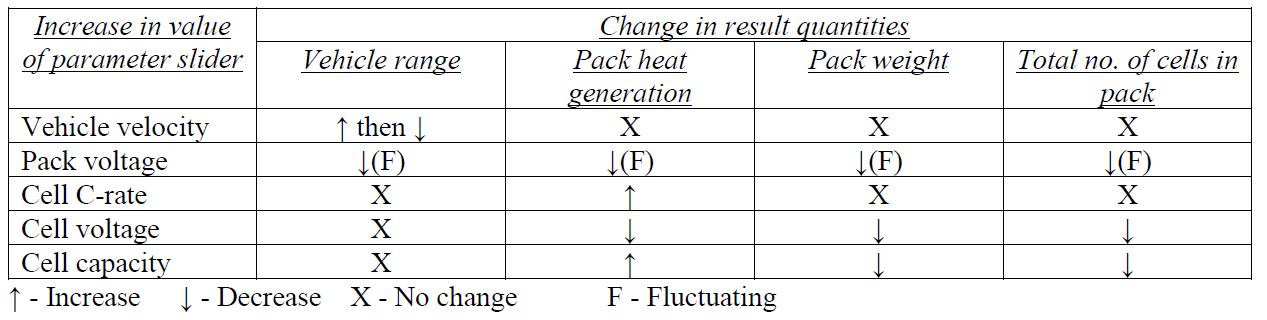 Increase in value of parameter slider | Change in result quantities
Vehicle range | Pack heat generation | Pack weight | Total no. of cells in pack
Vehicle velocity | ↑ then ↓ | X | X | X
Pack voltage | ↓(F) | ↓(F) | ↓(F) | ↓(F)
Cell C-rate | X | ↑ | X | X
Cell voltage | X | ↓ | ↓ | ↓
Cell capacity | X | ↑ | ↓ | ↓
↑ - Increase ↓ - Decrease X - No change F - Fluctuating